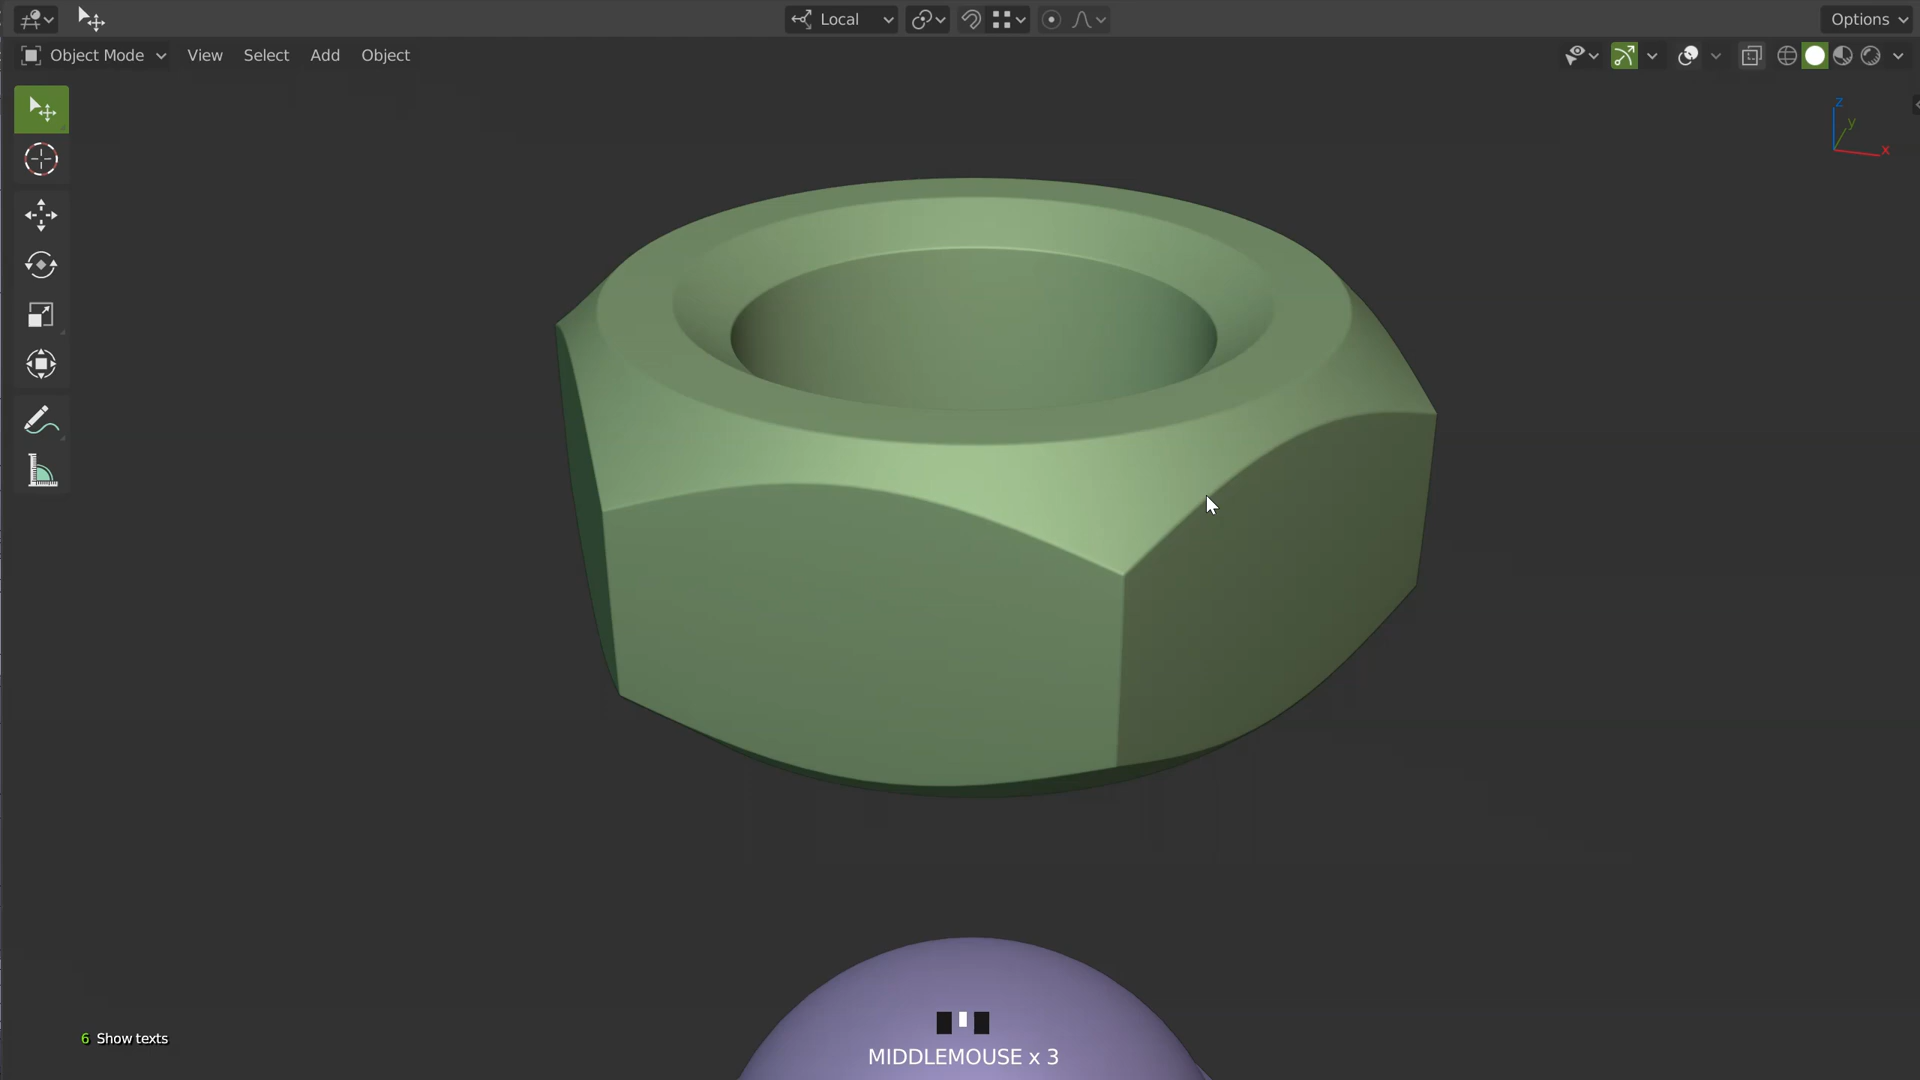 Local
Options
Object Mode View Select Add Object
z
y
x
6 Show texts
MIDDLEMOUSE x 3